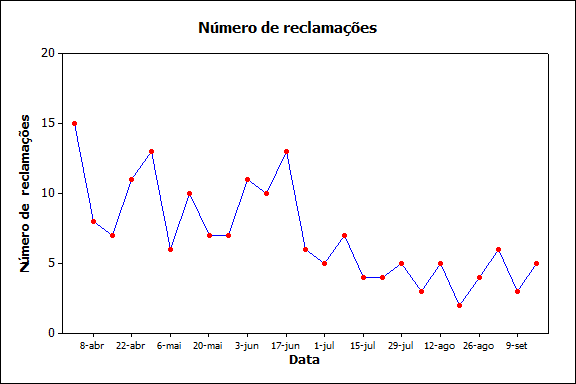 Número de reclamações
Número de reclamações
20
15
10
5
0
8-abr 22-abr 6-mai 20-mai 3-jun 17-jun 1-jul 15-jul 29-jul 12-ago 26-ago 9-set
Data